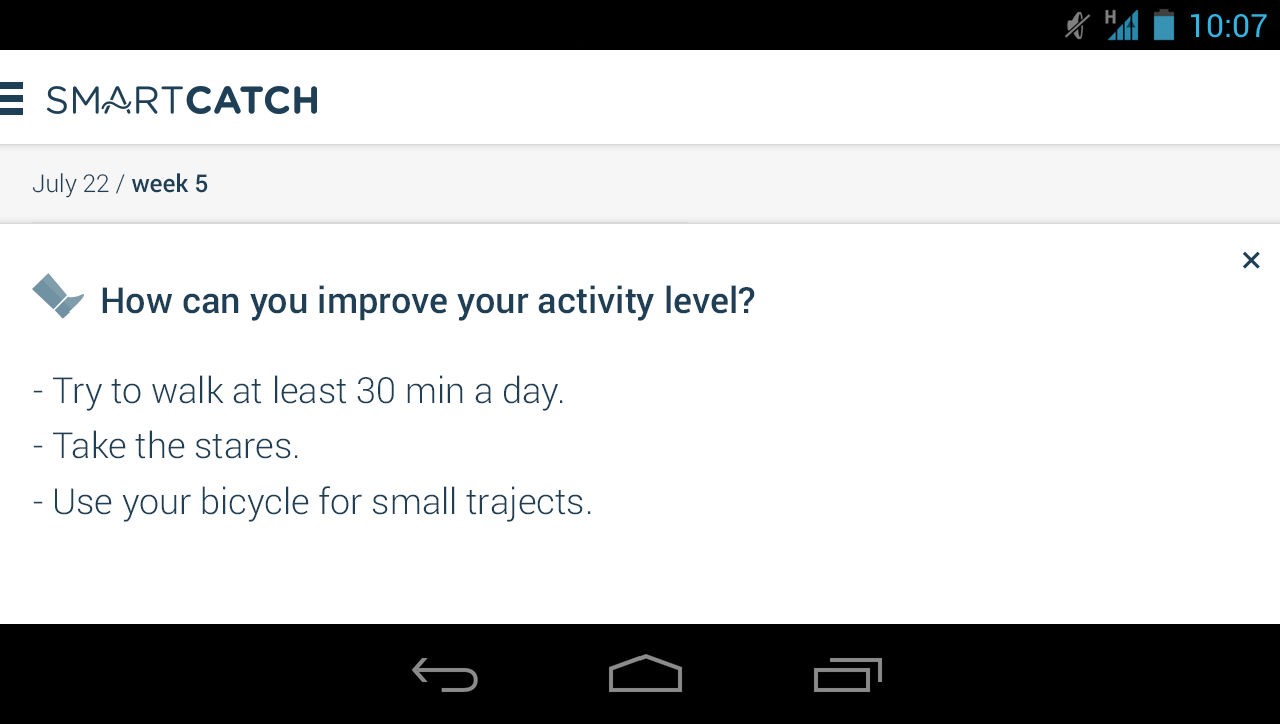 H 10:07
SMARTCATCH
July 22 / week 5
How can you improve your activity level?
- Try to walk at least 30 min a day.
- Take the stares.
- Use your bicycle for small trajects.